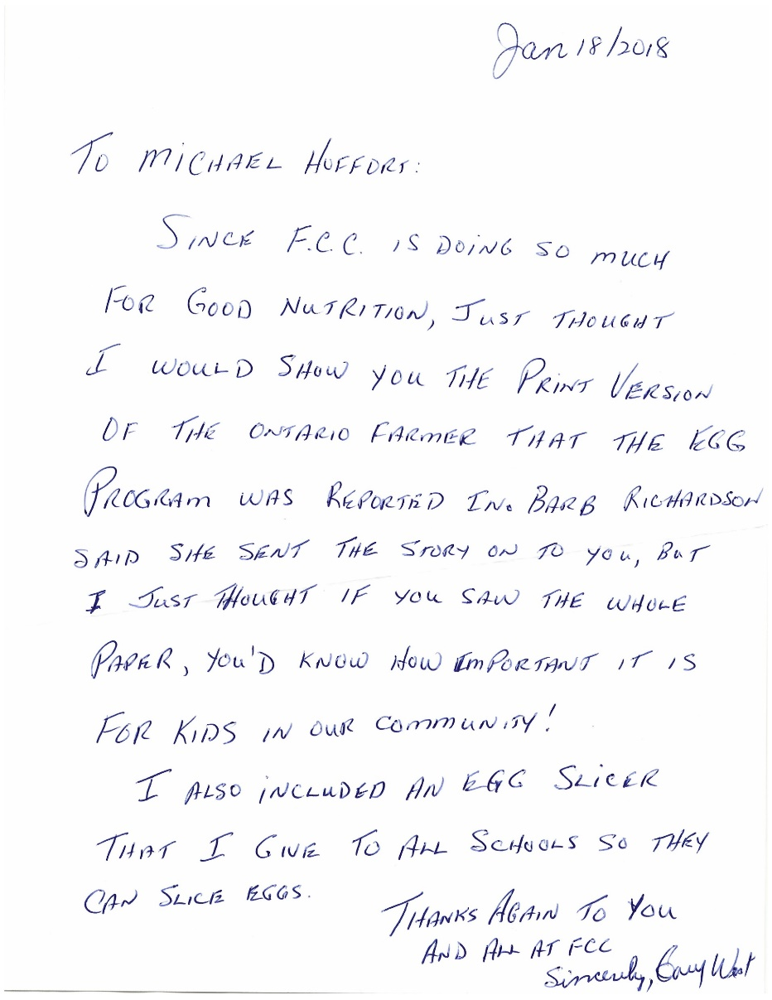 Jan 18/2018
TO MICHAEL HOFFORT:
SINCE F.C.C. IS DOING SO MUCH
FOR GOOD NUTRITION, JUST THOUGHT
I WOULD SHOW YOU THE PRINT VERSION
OF THE ONTARIO FARMER THAT THE EGG
PROGRAM WAS REPORTED IN. BARB RICHARDSON
SAID SHE SENT THE STORY ON TO YOU, BUT
I JUST THOUGHT IF YOU SAW THE WHOLE
PAPER, YOU'D KNOW HOW IMPORTANT IT IS
FOR KIDS IN OUR COMMUNITY!
I ALSO INCLUDED AN EGG SLICER
THAT I GIVE TO ALL SCHOOLS SO THEY
CAN SLICE EGGS.
THANKS AGAIN TO YOU
AND ALL AT FCC
Sincerely, Gary West